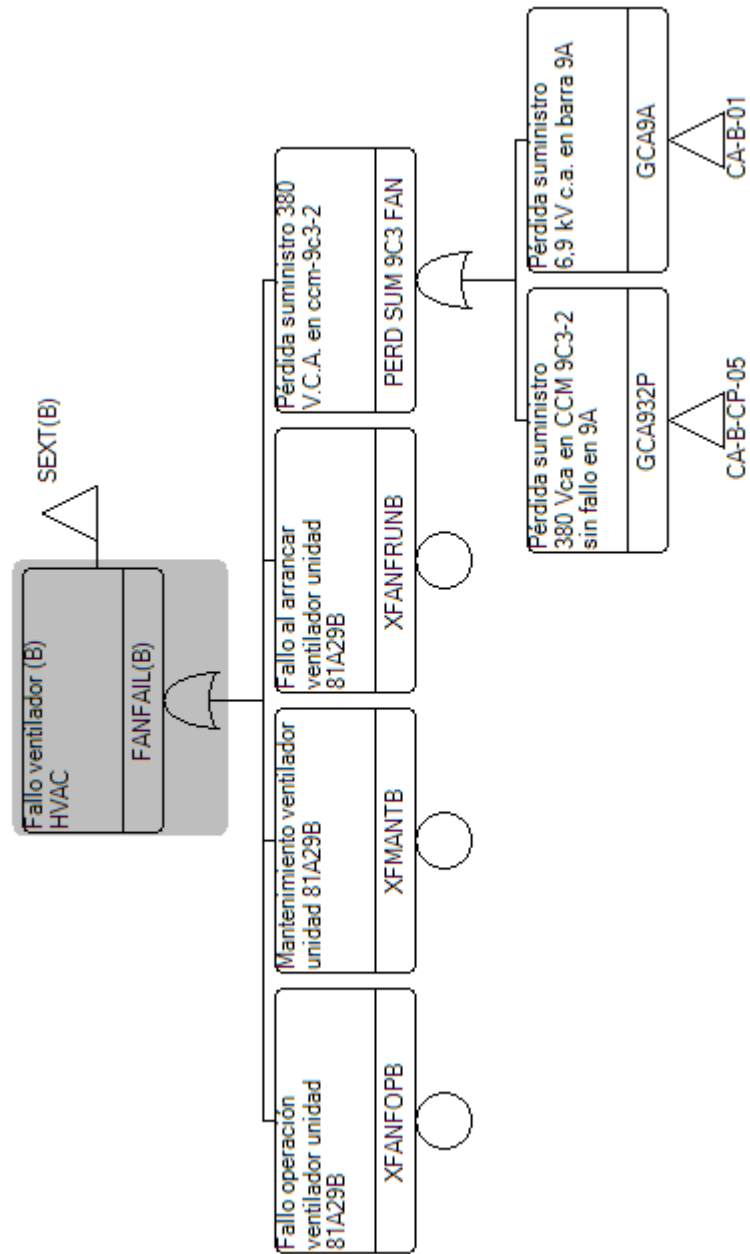 Fallo ventilador (B)
HVAC
FANFAIL(B)
SEXT(B)
Fallo operación
ventilador unidad
81A29B
XFANFOPB
Mantenimiento ventilador
unidad 81A29B
XFMANTB
Fallo al arrancar
ventilador unidad
81A29B
XFANFRUNB
Pérdida suministro 380
V.C.A. en ccm-9c3-2
PERD SUM 9C3 FAN
Pérdida suministro
380 Vca en CCM 9C3-2
sin fallo en 9A
GCA932P
CA-B-CP-05
Pérdida suministro
6,9 kV c.a. en barra 9A
GCA9A
CA-B-01